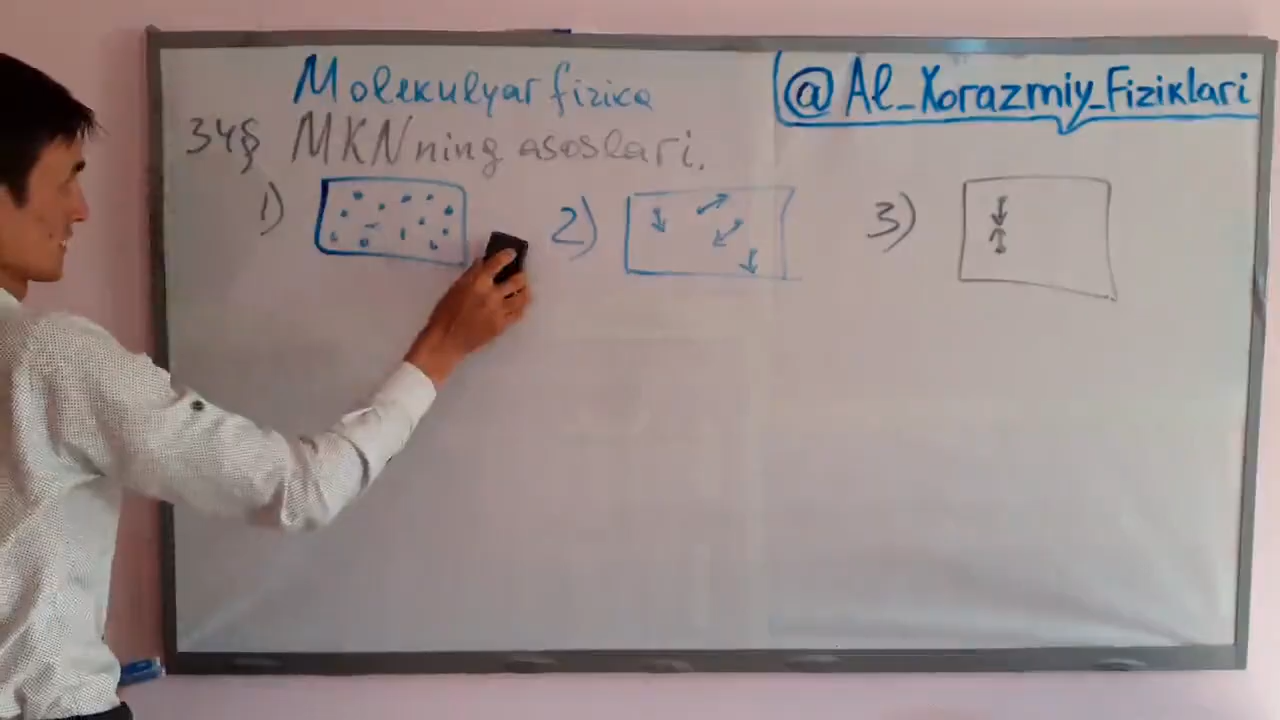 Molekulyar fizika
@Al_Xorazmiy_Fiziklari
34§ MKNning asoslari.
1) 2) 3)